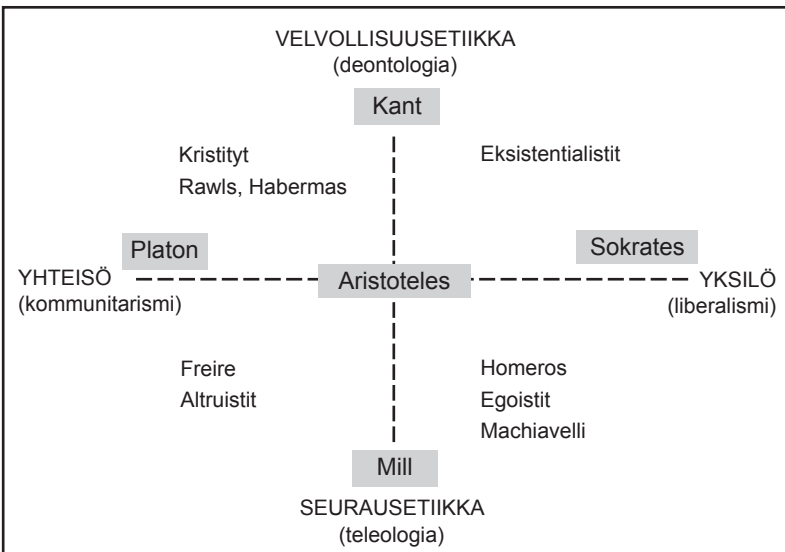 VELVOLLISUUSETIIKKA
(deontologia)
Kant
Kristityt
Rawls, Habermas
Eksistentialistit
Platon
Sokrates
YHTEISÖ
(kommunitarismi)
Aristoteles
YKSILÖ
(liberalismi)
Freire
Altruistit
Homeros
Egoistit
Machiavelli
Mill
SEURAUSETIIKKA
(teleologia)